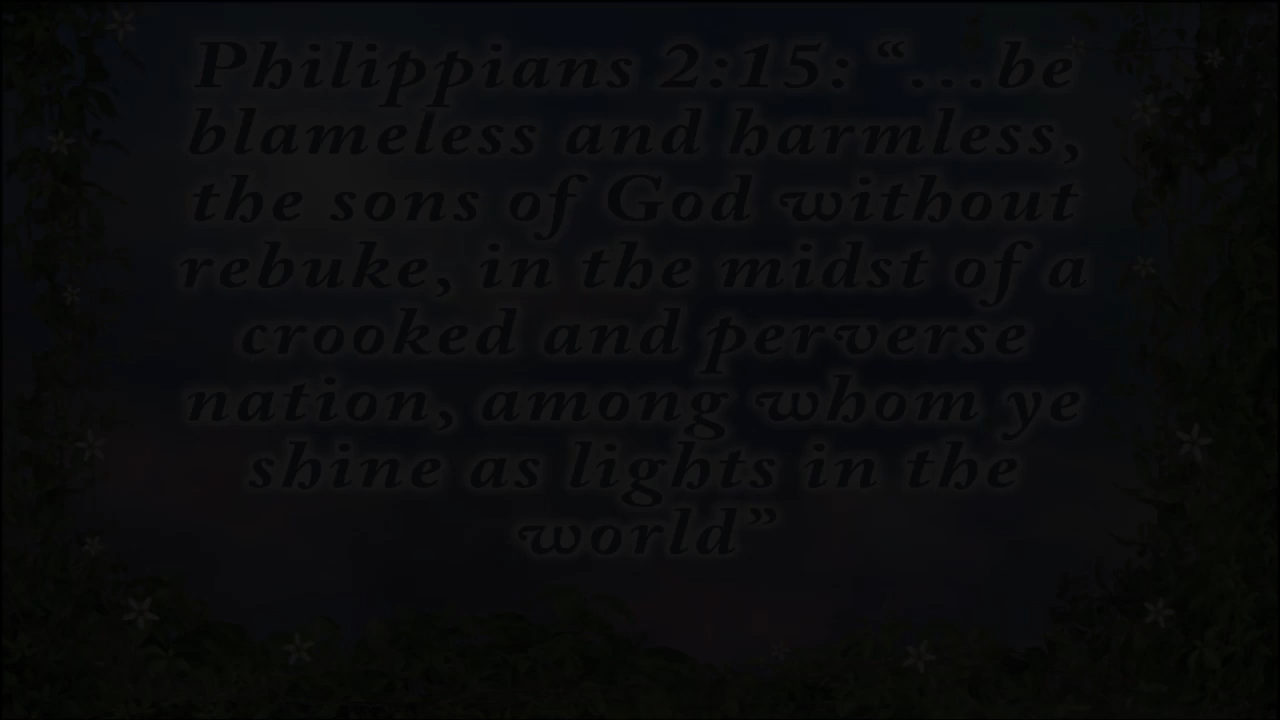 Philippians 2:15: “...be
blameless and harmless,
the sons of God without
rebuke, in the midst of a
crooked and perverse
nation, among whom ye
shine as lights in the
world”